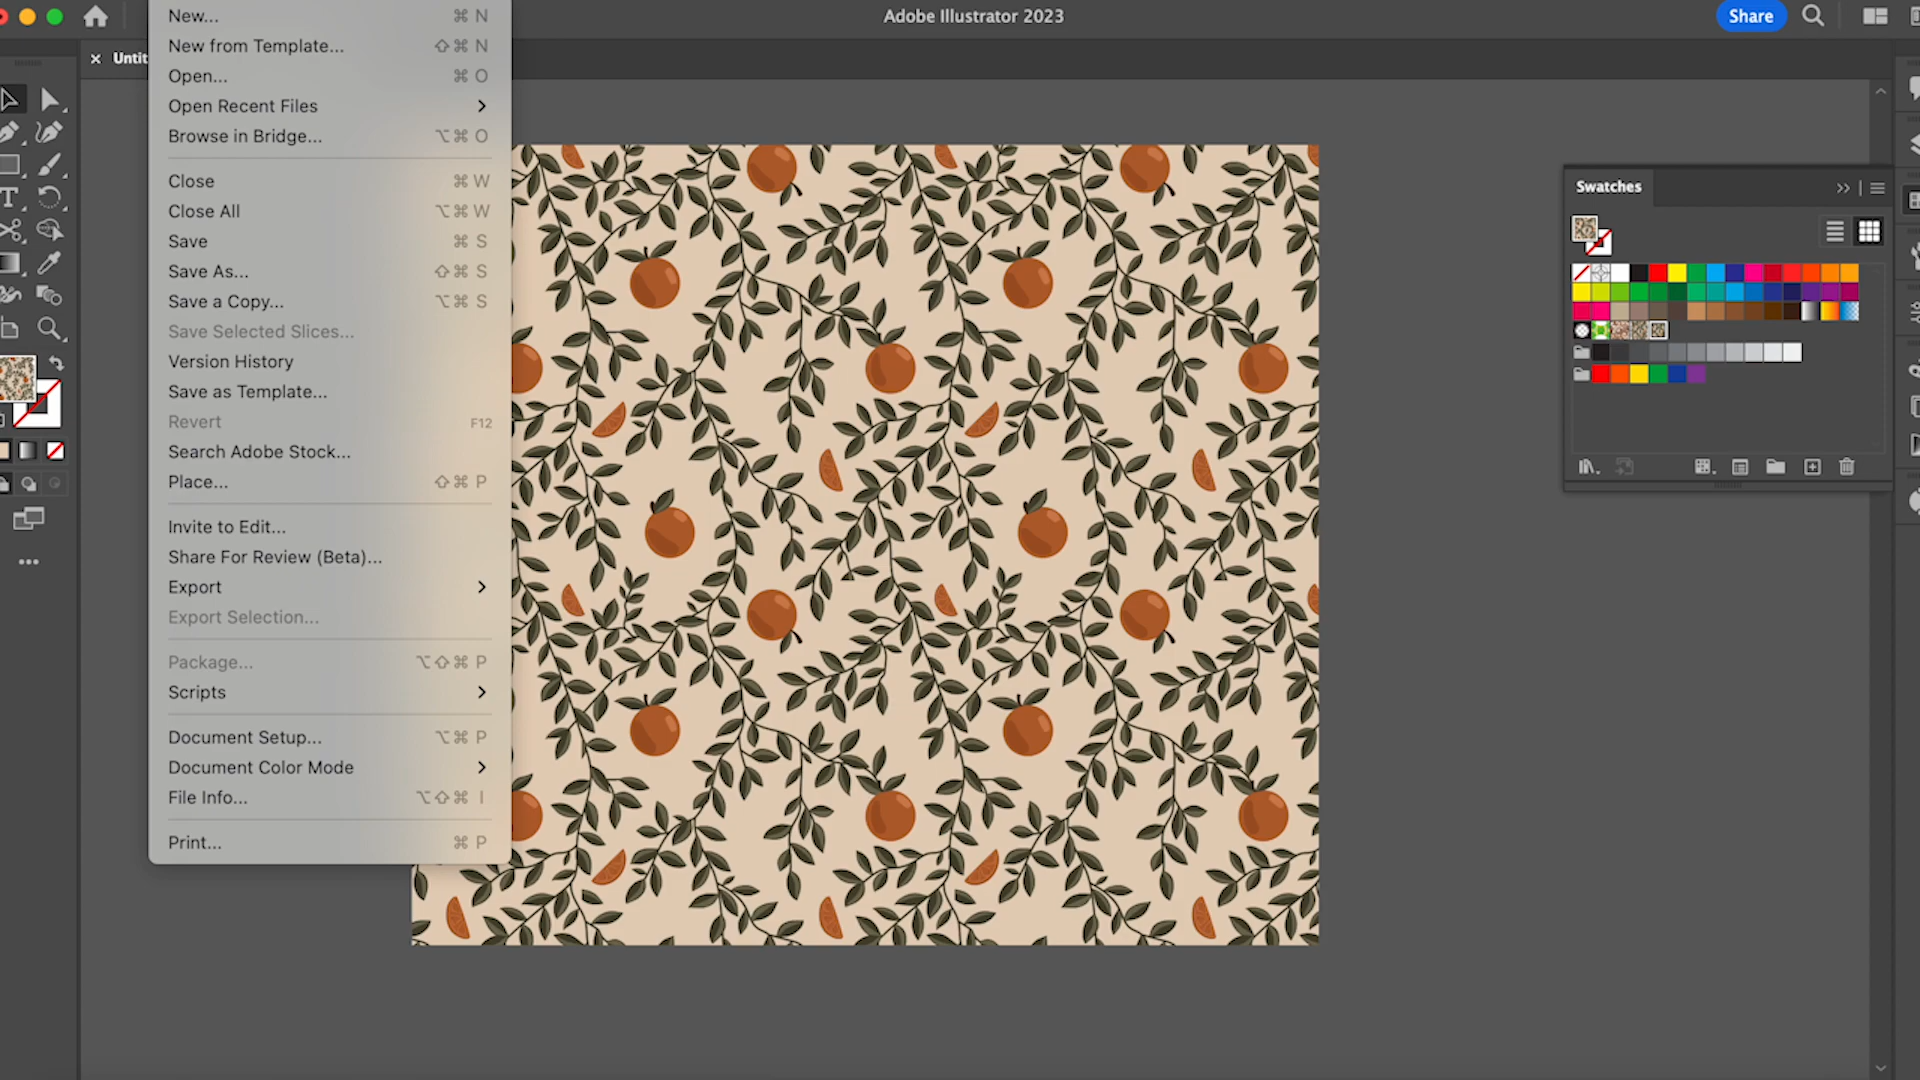 Adobe Illustrator 2023
Share
New... ⌘ N
New from Template... ⇧⌘ N
Open... ⌘ O
Open Recent Files
Browse in Bridge... ⌥⌘ O
Close ⌘ W
Close All ⌥⌘ W
Save ⌘ S
Save As... ⇧⌘ S
Save a Copy... ⌥⌘ S
Save Selected Slices...
Version History
Save as Template...
Revert F12
Search Adobe Stock...
Place... ⇧⌘ P
Invite to Edit...
Share For Review (Beta)...
Export
Export Selection...
Package... ⌥⇧⌘ P
Scripts
Document Setup... ⌥⌘ P
Document Color Mode
File Info... ⌥⇧⌘ I
Print... ⌘ P
Untit
Swatches